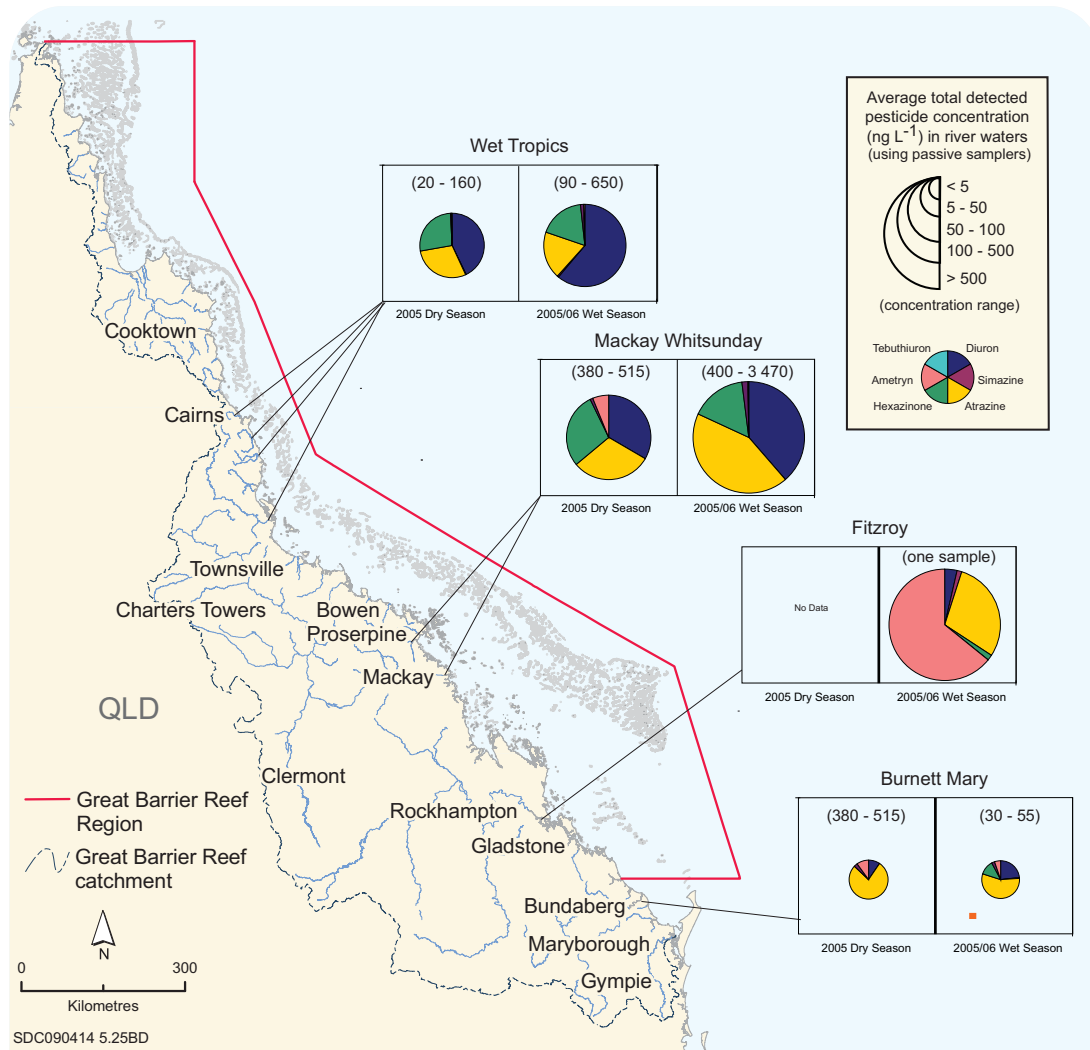 Average total detected
pesticide concentration
(ng L-1) in river waters
(using passive samplers)
< 5
5 - 50
50 - 100
100 - 500
> 500
(concentration range)
Tebuthiuron
Diuron
Ametryn
Simazine
Hexazinone
Atrazine
Wet Tropics
(20 - 160)
(90 - 650)
2005 Dry Season
2005/06 Wet Season
Mackay Whitsunday
(380 - 515)
(400 - 3 470)
2005 Dry Season
2005/06 Wet Season
Fitzroy
(one sample)
No Data
2005 Dry Season
2005/06 Wet Season
Burnett Mary
(380 - 515)
(30 - 55)
2005 Dry Season
2005/06 Wet Season
Cooktown
Cairns
Townsville
Charters Towers
Bowen
Proserpine
Mackay
QLD
Clermont
Rockhampton
Gladstone
Bundaberg
Maryborough
Gympie
Great Barrier Reef
Region
Great Barrier Reef
catchment
N
0
300
Kilometres
SDC090414 5.25BD